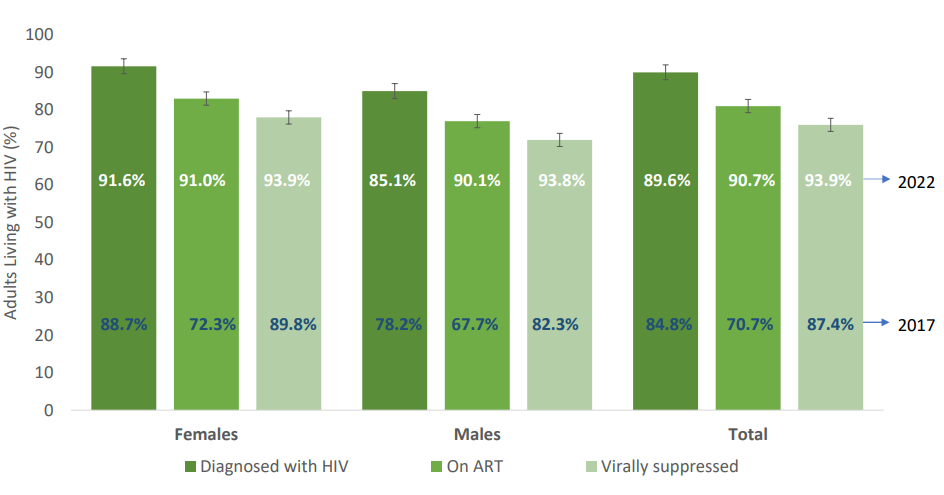 Adults Living with HIV (%)
100
90
80
70
60
50
40
30
20
10
0
91.6% 91.0% 93.9% 85.1% 90.1% 93.8% 89.6% 90.7% 93.9% 2022
88.7% 72.3% 89.8% 78.2% 67.7% 82.3% 84.8% 70.7% 87.4% 2017
Females Males Total
Diagnosed with HIV On ART Virally suppressed